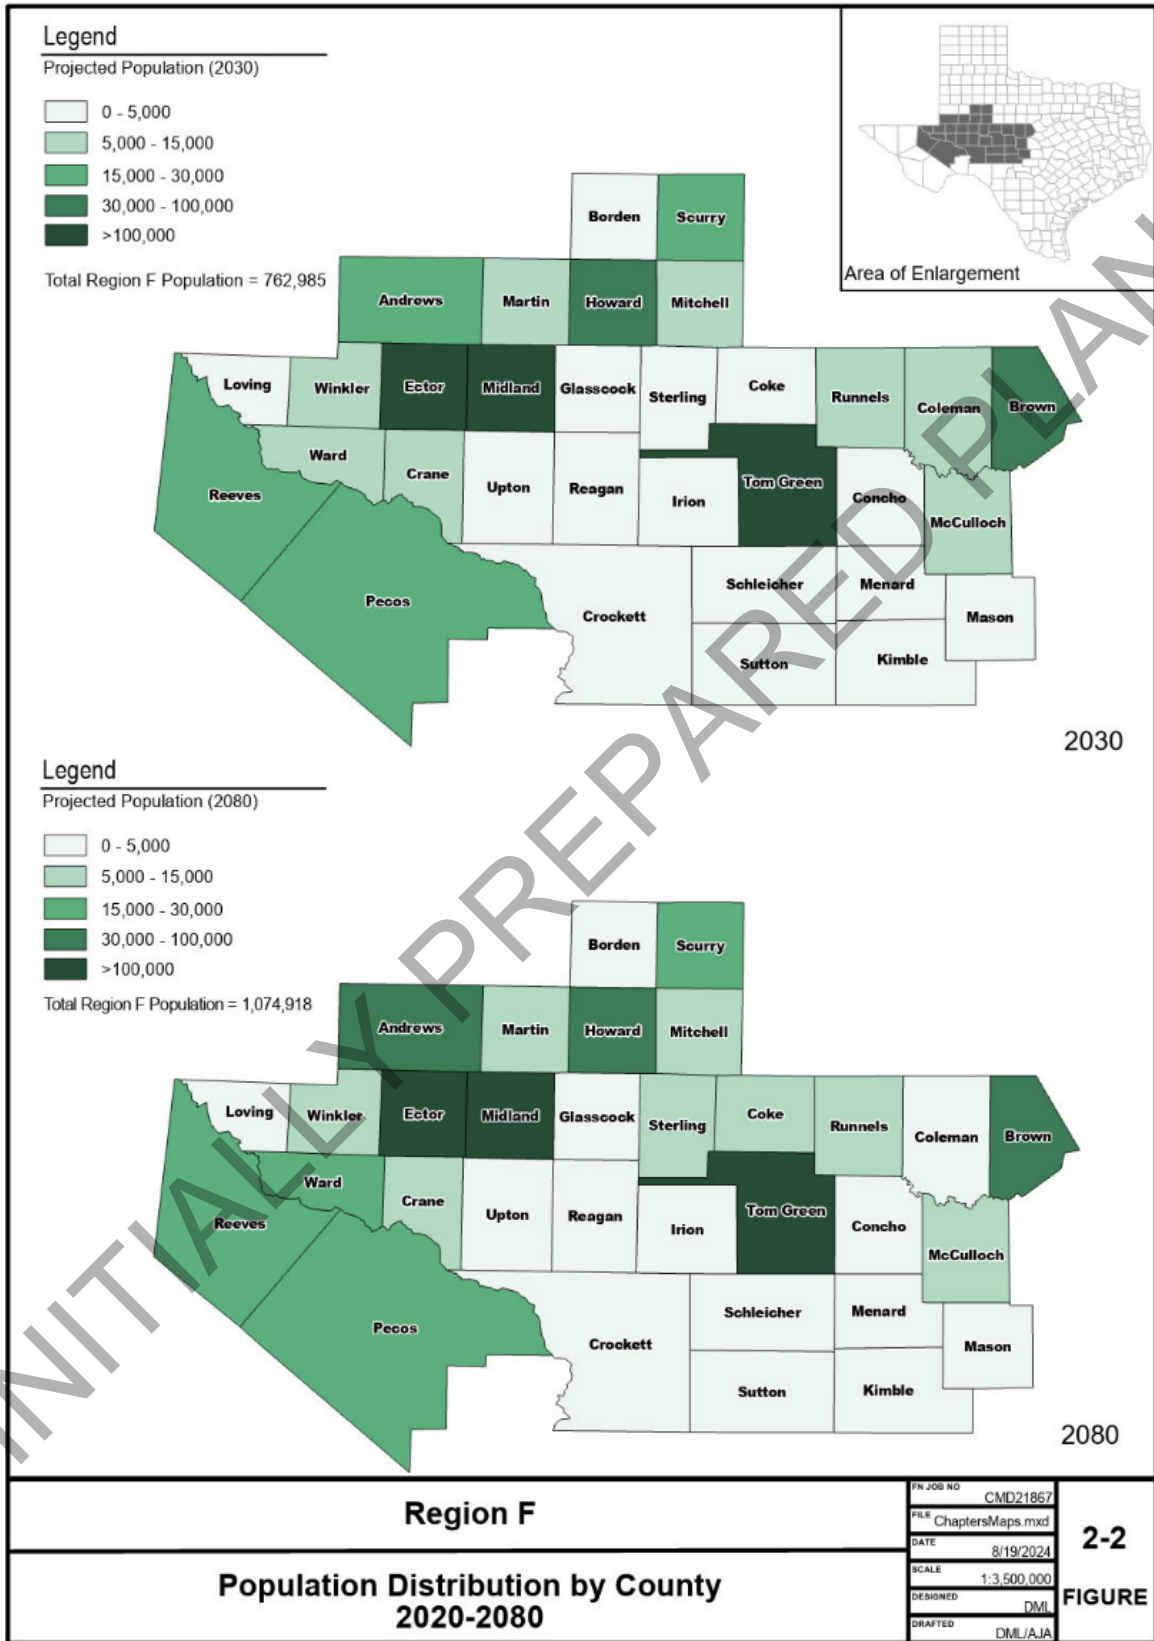 Legend
Projected Population (2030)
0 - 5,000
5,000 - 15,000
15,000 - 30,000
30,000 - 100,000
>100,000
Total Region F Population = 762,985
Area of Enlargement
Borden
Scurry
Andrews
Martin
Howard
Mitchell
Loving
Winkler
Ector
Midland
Glasscock
Sterling
Coke
Runnels
Coleman
Brown
Ward
Crane
Reeves
Upton
Reagan
Irion
Tom Green
Concho
McCulloch
Pecos
Crockett
Schleicher
Menard
Mason
Sutton
Kimble
2030
Legend
Projected Population (2080)
0 - 5,000
5,000 - 15,000
15,000 - 30,000
30,000 - 100,000
>100,000
Total Region F Population = 1,074,918
Borden
Scurry
Andrews
Martin
Howard
Mitchell
Loving
Winkler
Ector
Midland
Glasscock
Sterling
Coke
Runnels
Coleman
Brown
Ward
Crane
Reeves
Upton
Reagan
Irion
Tom Green
Concho
McCulloch
Pecos
Crockett
Schleicher
Menard
Mason
Sutton
Kimble
2080
INITIALLY PREPARED PLAN
Region F
Population Distribution by County
2020-2080
FN JOB NO
CMD21867
FILE
ChaptersMaps.mxd
DATE
8/19/2024
SCALE
1:3,500,000
DESIGNED
DML
DRAFTED
DML/AJA
2-2
FIGURE